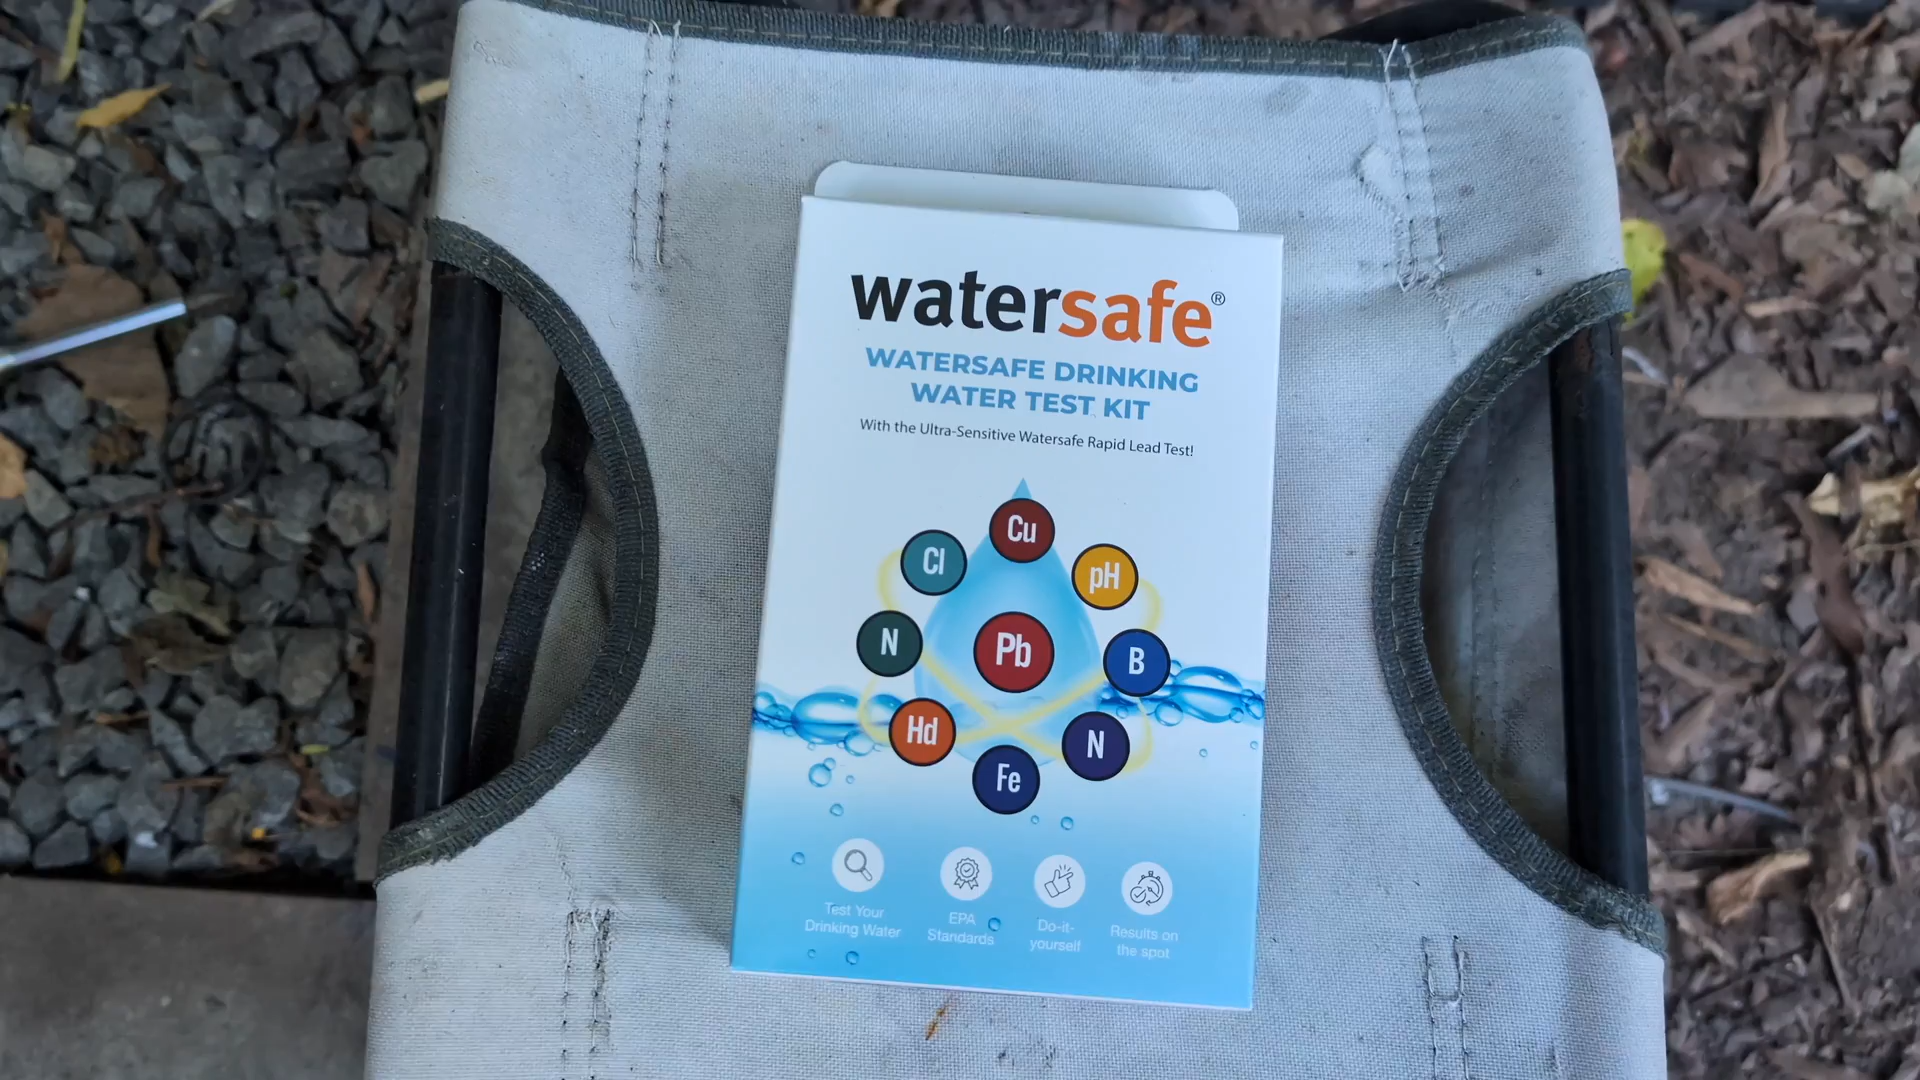 watersafe®
WATERSAFE DRINKING
WATER TEST KIT
With the Ultra-Sensitive Watersafe Rapid Lead Test!
Cu
Cl
pH
N
Pb
B
Hd
N
Fe
Test Your
Drinking Water
EPA
Standards
Do-it-
yourself
Results on
the spot